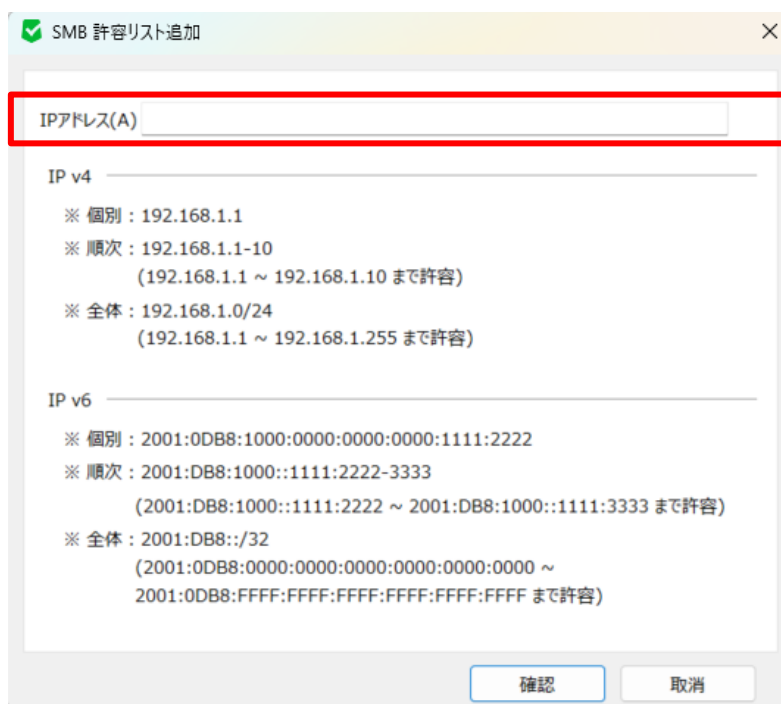 SMB 許容リスト追加
IPアドレス(A)
IP v4
※ 個別 : 192.168.1.1
※ 順次 : 192.168.1.1-10
(192.168.1.1 ~ 192.168.1.10 まで許容)
※ 全体 : 192.168.1.0/24
(192.168.1.1 ~ 192.168.1.255 まで許容)
IP v6
※ 個別 : 2001:0DB8:1000:0000:0000:0000:1111:2222
※ 順次 : 2001:DB8:1000::1111:2222-3333
(2001:DB8:1000::1111:2222 ~ 2001:DB8:1000::1111:3333 まで許容)
※ 全体 : 2001:DB8::/32
(2001:0DB8:0000:0000:0000:0000:0000:0000 ~
2001:0DB8:FFFF:FFFF:FFFF:FFFF:FFFF:FFFF まで許容)
確認
取消